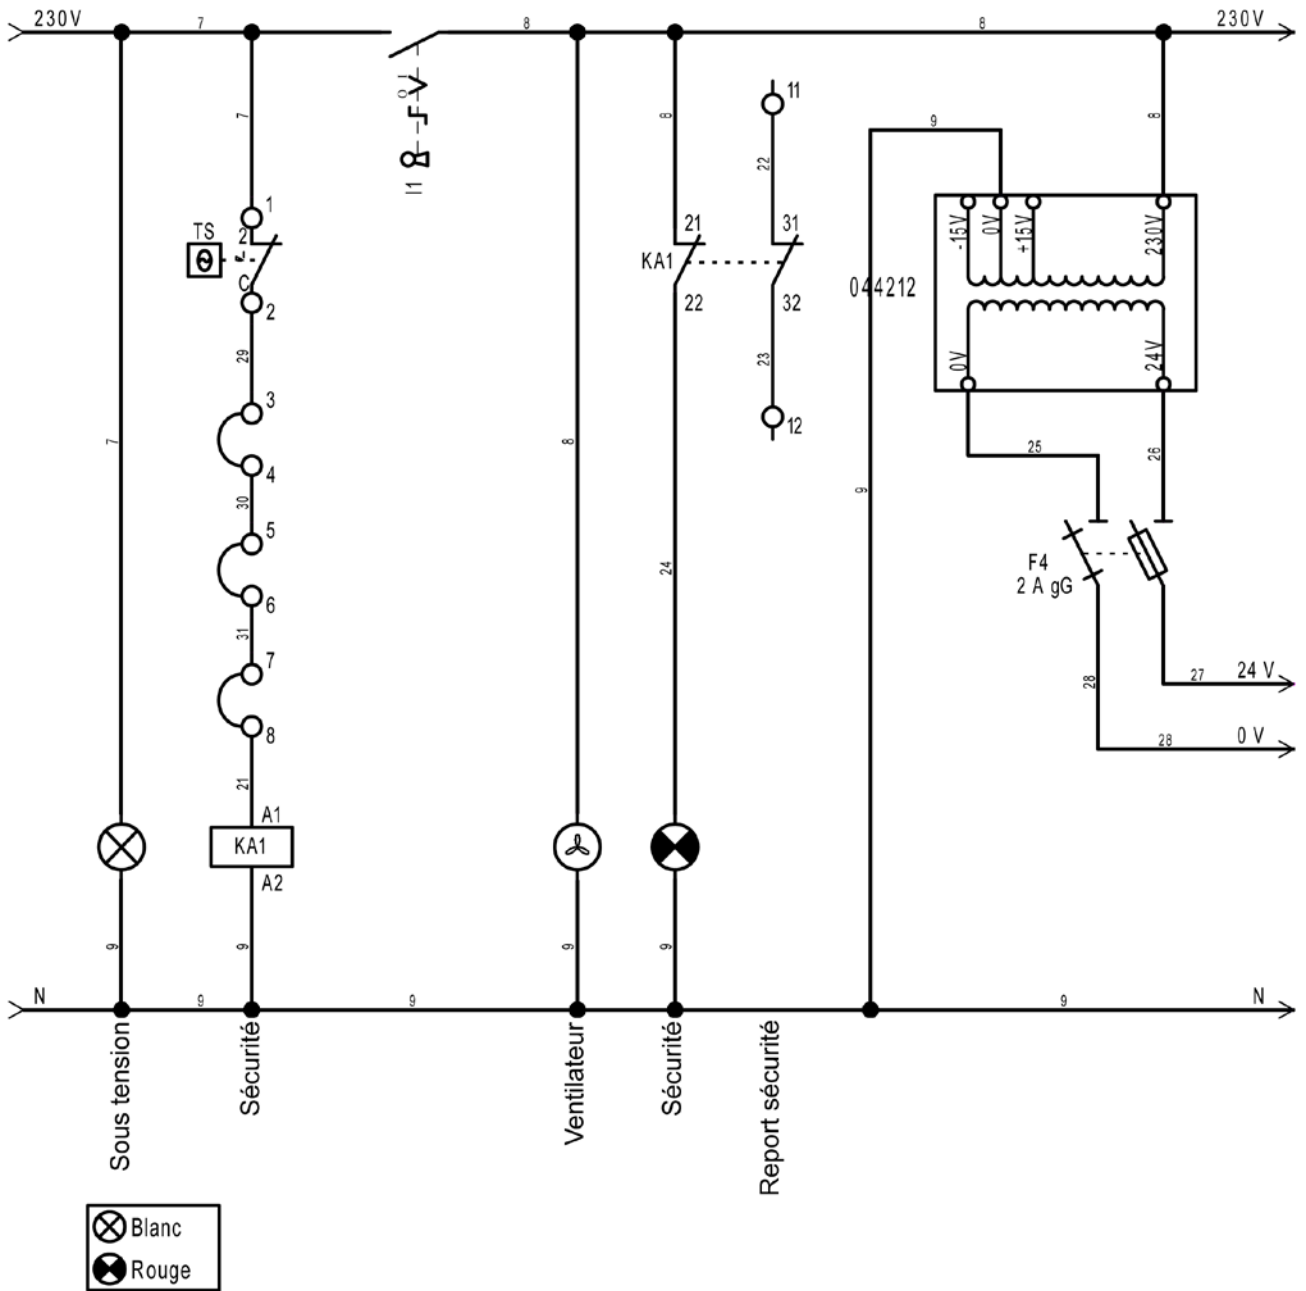 230V 7 8 8 230V
7 8 11 9 8
I O
I1
22
1
TS 2
21 31
-15V 0V +15V 230V
KA1
C
044212
22 32
2
29 23
0V 24V
3
12
7 8
4
25 26
9
30
5
F4
2 A gG
24
6
31
7
28 27 24 V
8
28 0 V
21
A1
KA1
A2
9 9 9 9
N 9 9 9 N
Sous tension
Sécurité
Ventilateur
Sécurité
Report sécurité
Blanc
Rouge